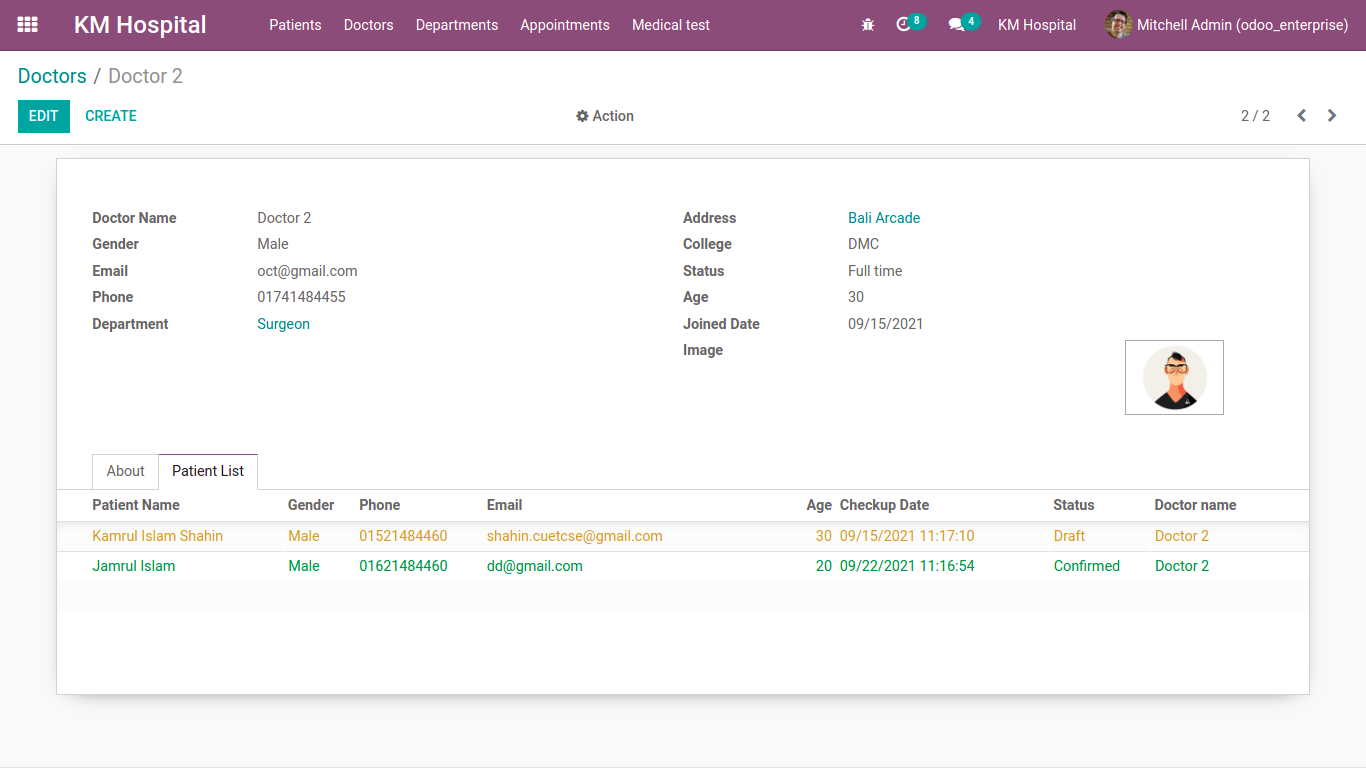 KM Hospital Patients Doctors Departments Appointments Medical test 8 4 KM Hospital Mitchell Admin (odoo_enterprise)
Doctors / Doctor 2
EDIT CREATE Action 2 / 2
Doctor Name Doctor 2 Address Bali Arcade
Gender Male College DMC
Email oct@gmail.com Status Full time
Phone 01741484455 Age 30
Department Surgeon Joined Date 09/15/2021
Image
About Patient List
Patient Name Gender Phone Email Age Checkup Date Status Doctor name
Kamrul Islam Shahin Male 01521484460 shahin.cuetcse@gmail.com 30 09/15/2021 11:17:10 Draft Doctor 2
Jamrul Islam Male 01621484460 dd@gmail.com 20 09/22/2021 11:16:54 Confirmed Doctor 2